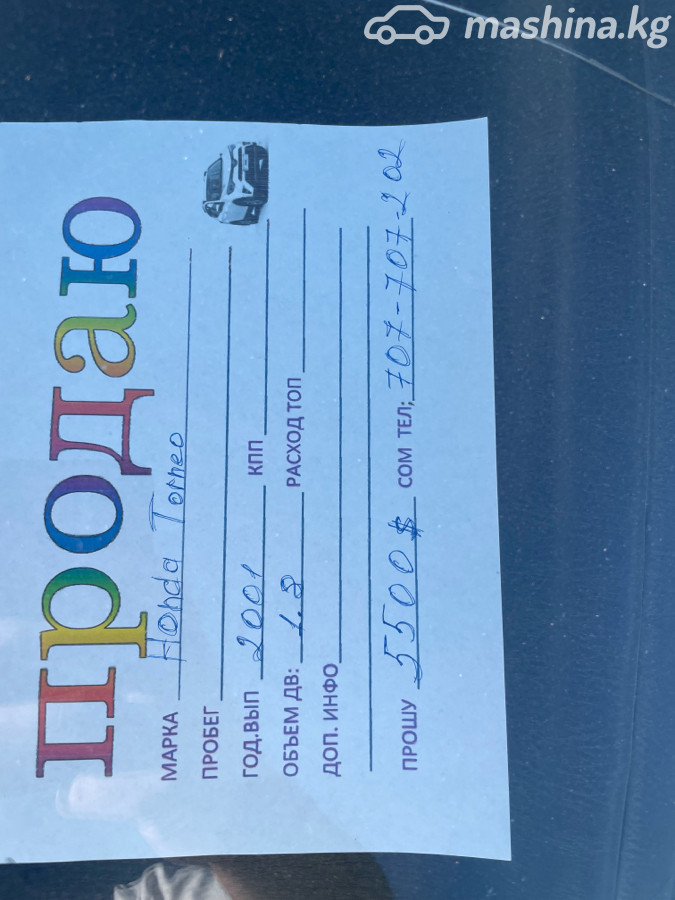 mashina.kg
Продаю
МАРКА Honda Torneo
ПРОБЕГ
ГОД.ВЫП 2001 КПП
ОБЪЕМ ДВ: 1.8 РАСХОД ТОП
ДОП. ИНФО
ПРОШУ 5500$ СОМ ТЕЛ; 707-707-202